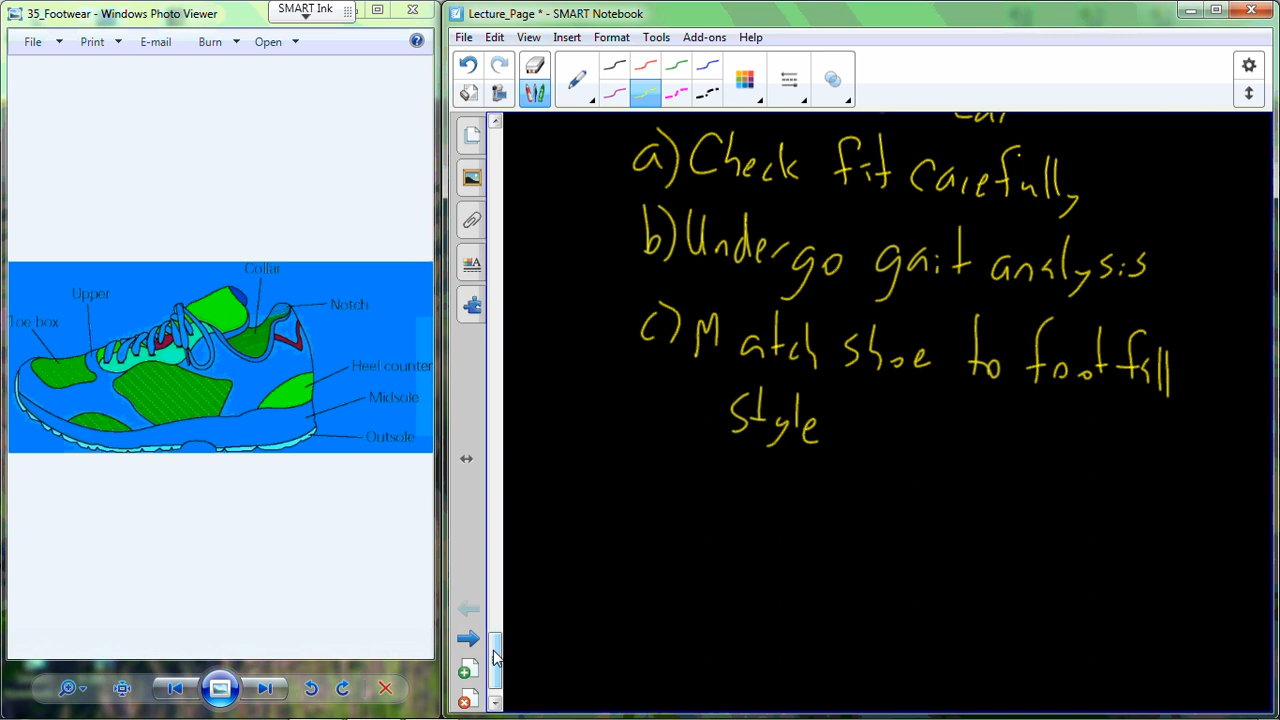 35_Footwear - Windows Photo Viewer
SMART Ink
File Print E-mail Burn Open
Collar
Upper
Notch
Toe box
Heel counter
Midsole
Outsole
Lecture_Page * - SMART Notebook
File Edit View Insert Format Tools Add-ons Help
a) Check fit carefully
b) Undergo gait analysis
c) Match shoe to footfall
style